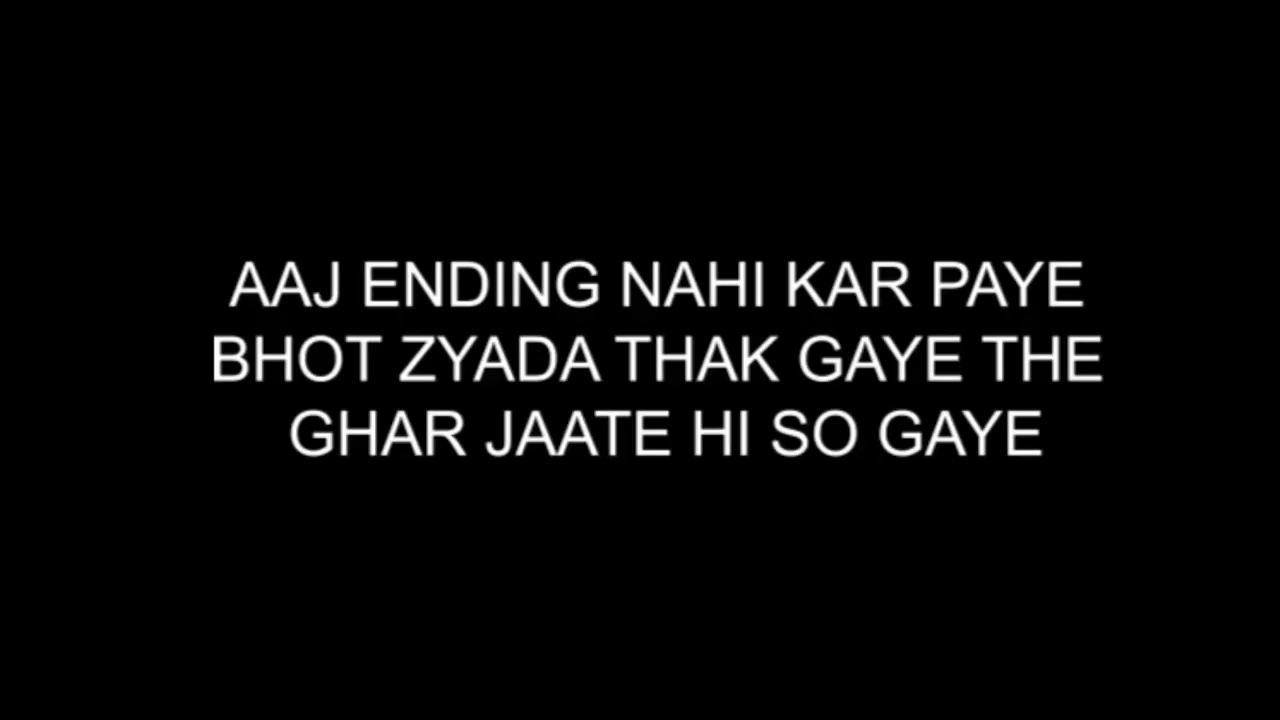 AAJ ENDING NAHI KAR PAYE
BHOT ZYADA THAK GAYE THE
GHAR JAATE HI SO GAYE